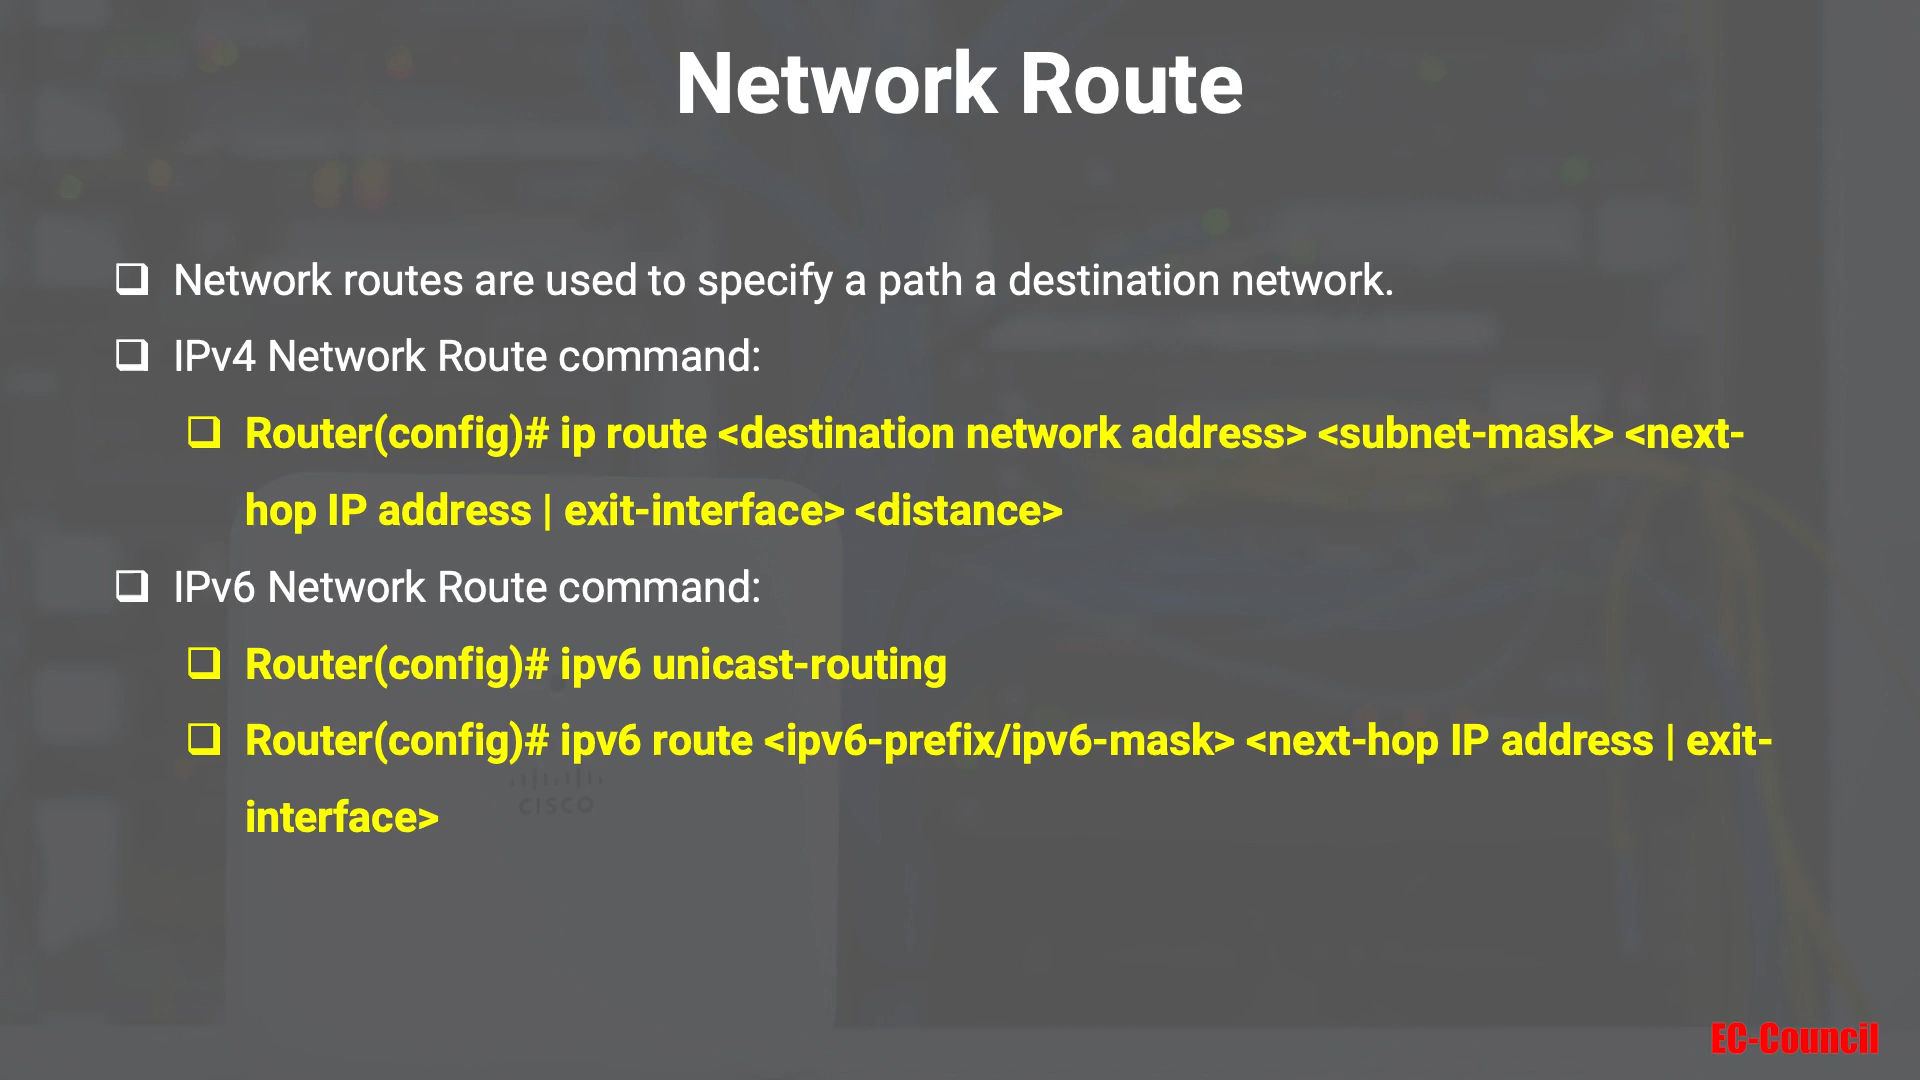 Network Route
Network routes are used to specify a path a destination network.
IPv4 Network Route command:
Router(config)# ip route <destination network address> <subnet-mask> <next-
hop IP address | exit-interface> <distance>
IPv6 Network Route command:
Router(config)# ipv6 unicast-routing
Router(config)# ipv6 route <ipv6-prefix/ipv6-mask> <next-hop IP address | exit-
interface>
CISCO
EC-Council